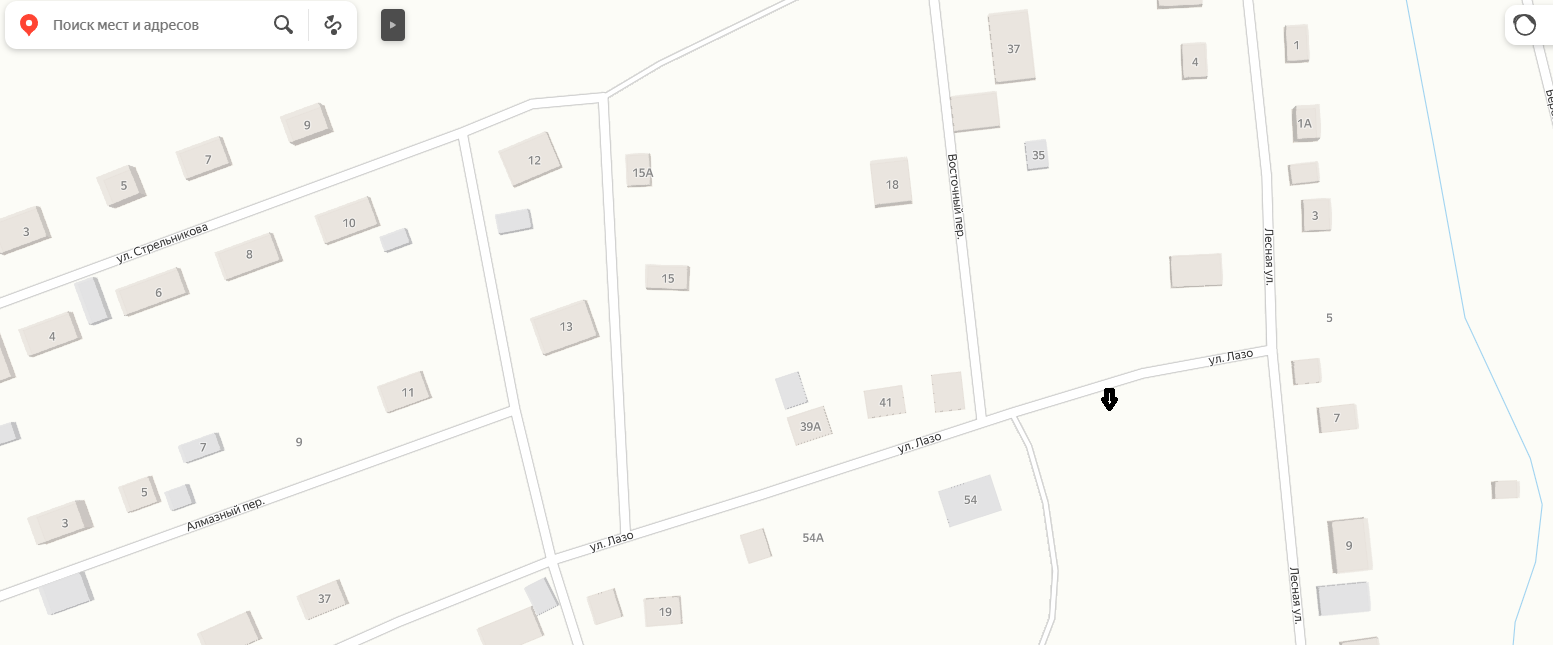 Поиск мест и адресов
37
1
4
9
1А
7
12
35
5
15А
18
Восточный пер.
3
10
3
ул. Стрельникова
8
Лесная ул.
15
6
5
13
4
ул. Лазо
11
41
7
39А
9
ул. Лазо
7
5
54
3
Алмазный пер.
ул. Лазо
54А
9
37
19
Лесная ул.